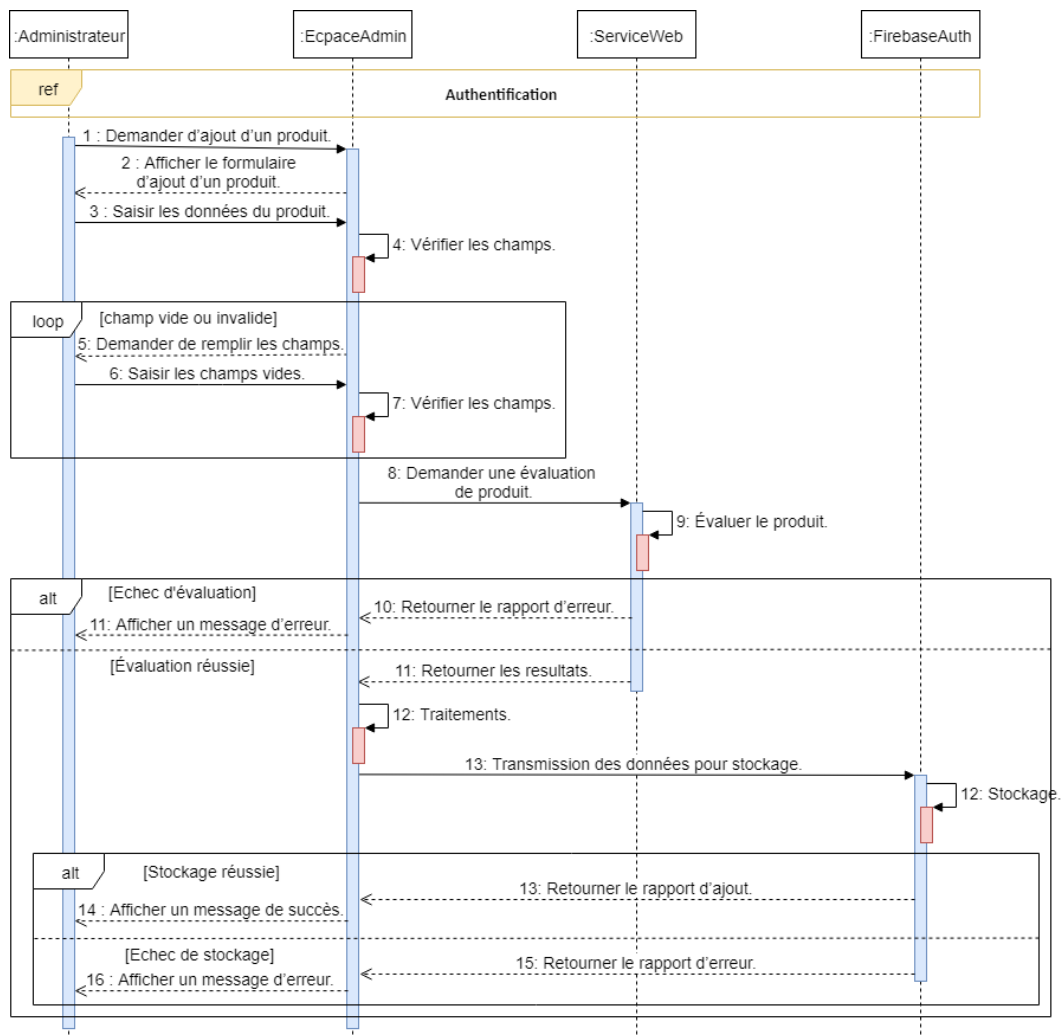 :Administrateur
:EcpaceAdmin
:ServiceWeb
:FirebaseAuth
ref
Authentification
1 : Demander d'ajout d'un produit.
2 : Afficher le formulaire
d'ajout d'un produit.
3 : Saisir les données du produit.
4: Vérifier les champs.
loop
[champ vide ou invalide]
5: Demander de remplir les champs.
6: Saisir les champs vides.
7: Vérifier les champs.
8: Demander une évaluation
de produit.
9: Évaluer le produit.
alt
[Echec d'évaluation]
10: Retourner le rapport d'erreur.
11: Afficher un message d'erreur.
[Évaluation réussie]
11: Retourner les resultats.
12: Traitements.
13: Transmission des données pour stockage.
12: Stockage.
alt
[Stockage réussie]
13: Retourner le rapport d'ajout.
14 : Afficher un message de succès.
[Echec de stockage]
15: Retourner le rapport d'erreur.
16 : Afficher un message d'erreur.